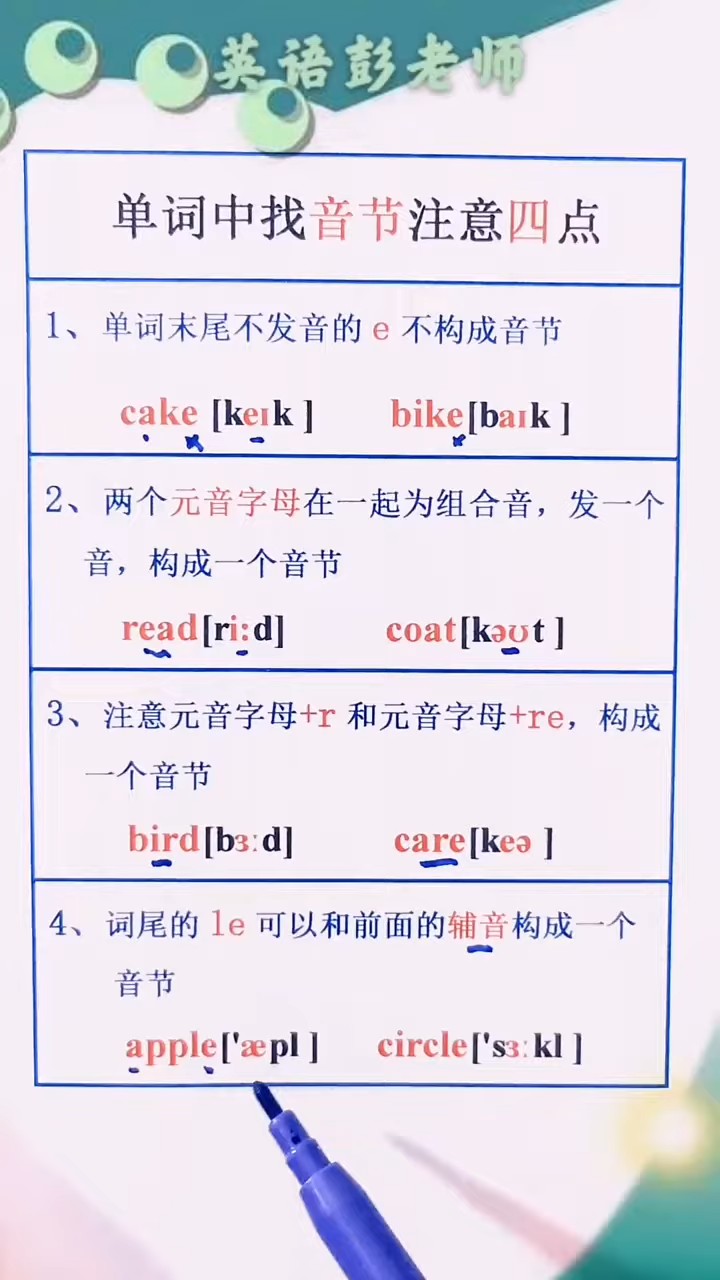 英语彭老师
单词中找音节注意四点
1、单词末尾不发音的 e 不构成音节
cake [keɪk ] bike[baɪk ]
2、两个元音字母在一起为组合音，发一个
音，构成一个音节
read[ri:d] coat[kəʊt ]
3、注意元音字母+r 和元音字母+re，构成
一个音节
bird[bɜːd] care[keə ]
4、词尾的 le 可以和前面的辅音构成一个
音节
apple['æpl ] circle['sɜːkl ]